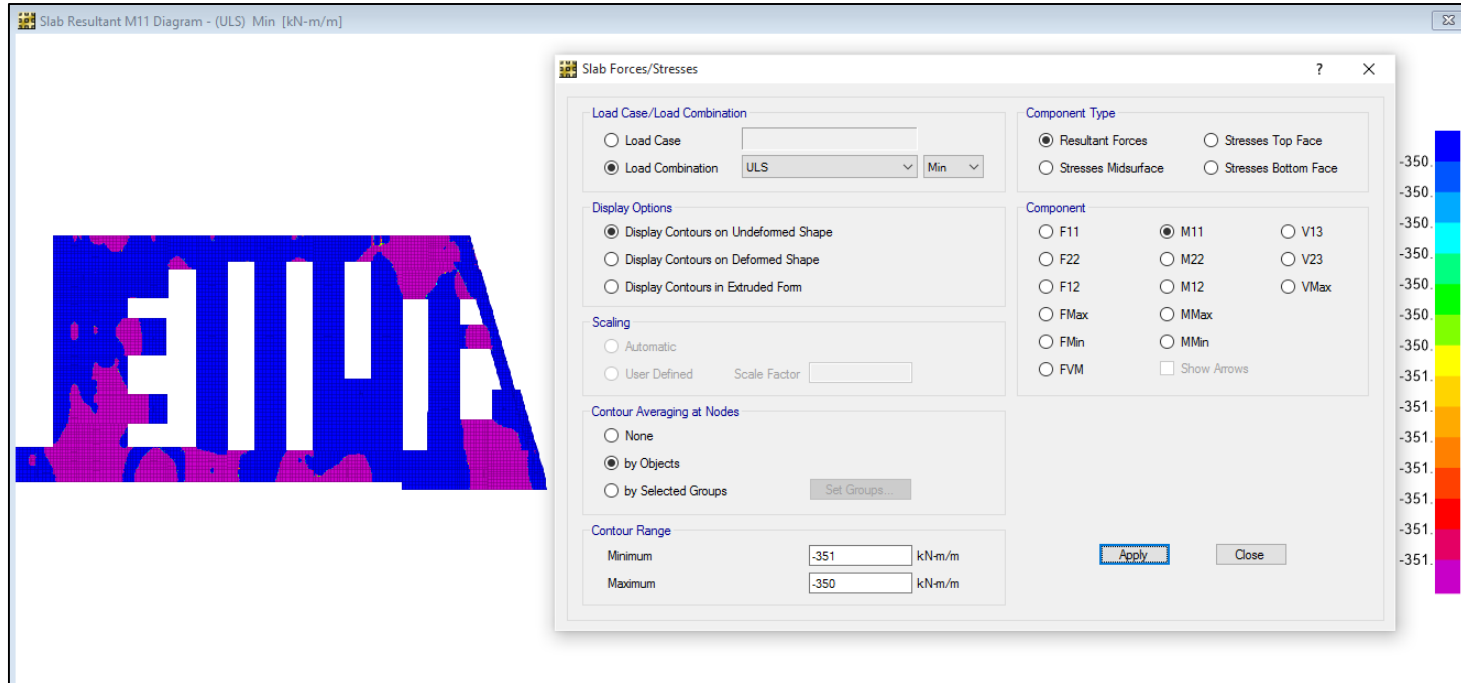 Slab Resultant M11 Diagram - (ULS) Min [kN-m/m]
Slab Forces/Stresses
?
Load Case/Load Combination
Load Case
Load Combination ULS Min
Display Options
Display Contours on Undeformed Shape
Display Contours on Deformed Shape
Display Contours in Extruded Form
Scaling
Automatic
User Defined Scale Factor
Contour Averaging at Nodes
None
by Objects
by Selected Groups Set Groups...
Contour Range
Minimum -351 kN-m/m
Maximum -350 kN-m/m
Component Type
Resultant Forces Stresses Top Face
Stresses Midsurface Stresses Bottom Face
Component
F11 M11 V13
F22 M22 V23
F12 M12 VMax
FMax MMax
FMin MMin
FVM Show Arrows
Apply Close
-350.
-350.
-350.
-350.
-350.
-350.
-350.
-351.
-351.
-351.
-351.
-351.
-351.
-351.